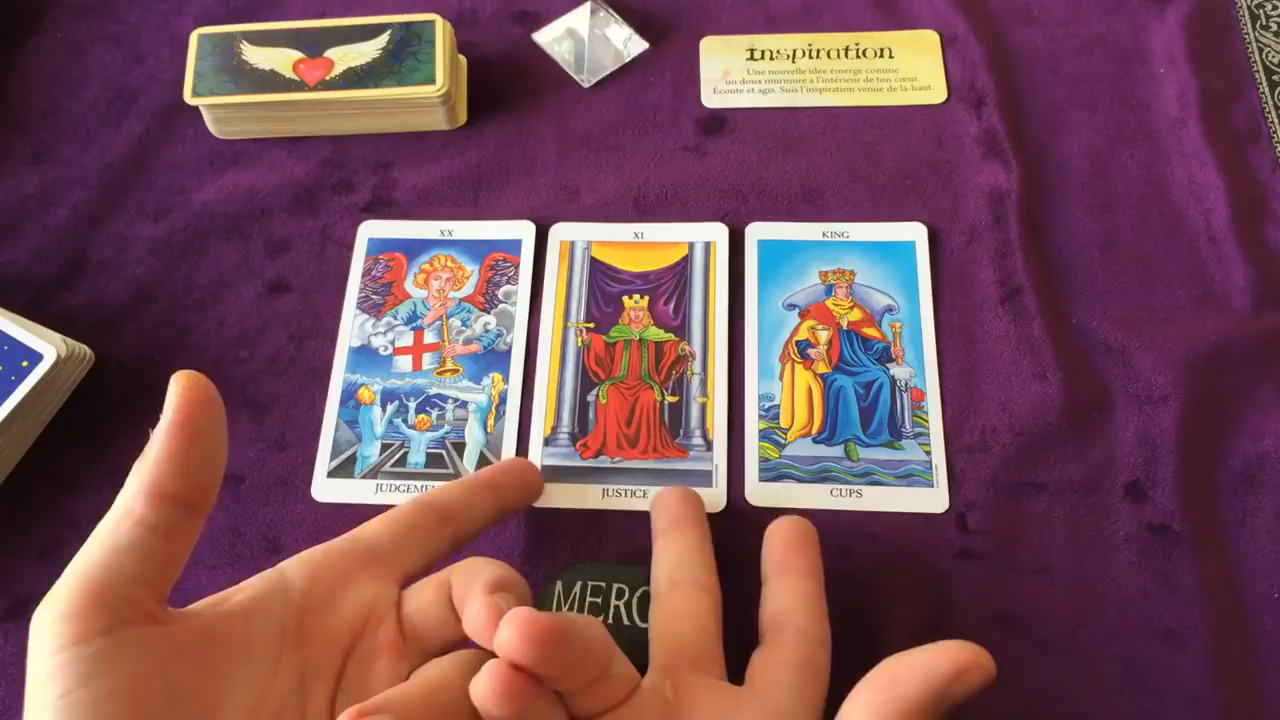 inspiration
Une nouvelle idée émerge comme
un doux murmure à l'intérieur de ton cœur.
Écoute et agis. Suis l'inspiration venue de là-haut.
XX
XI
KING
JUSTICE
CUPS